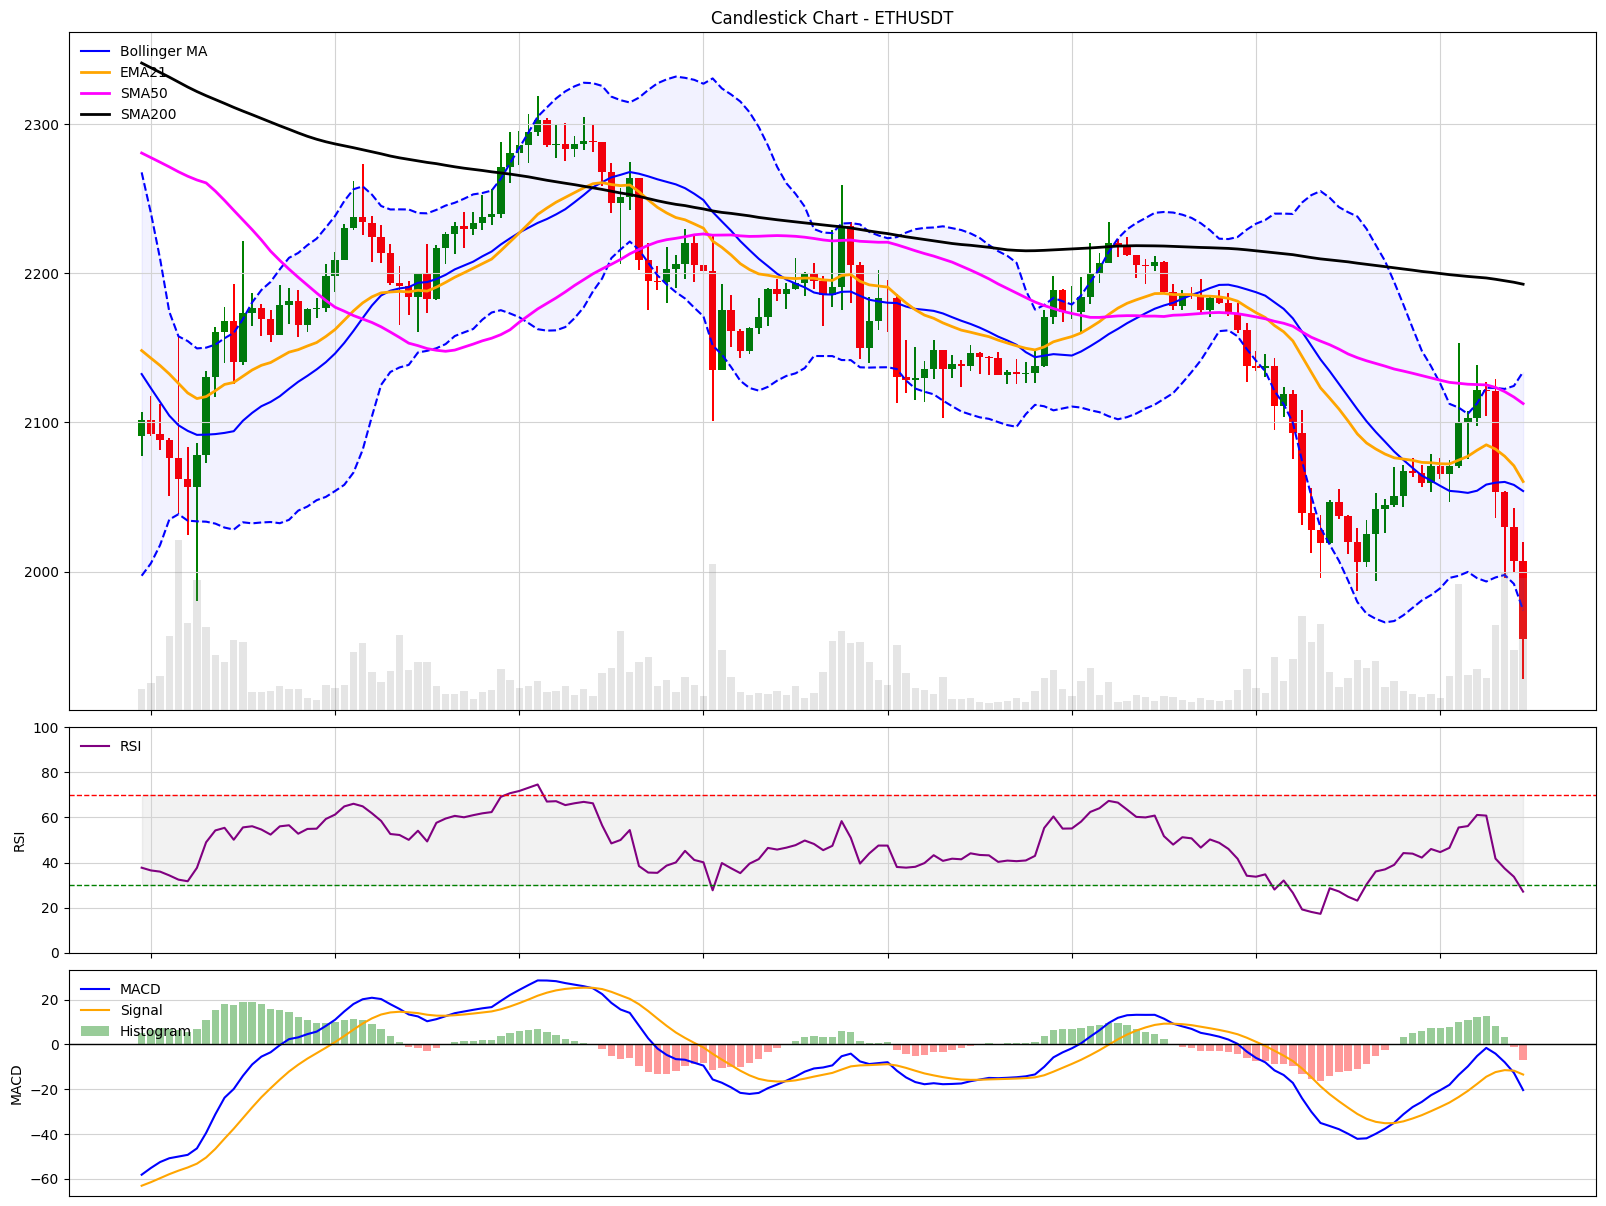 Candlestick Chart - ETHUSDT
Bollinger MA
EMA21
SMA50
SMA200
2300
2200
2100
2000
RSI
100
80
60
40
20
0
RSI
MACD
Signal
Histogram
20
0
−20
−40
−60
MACD